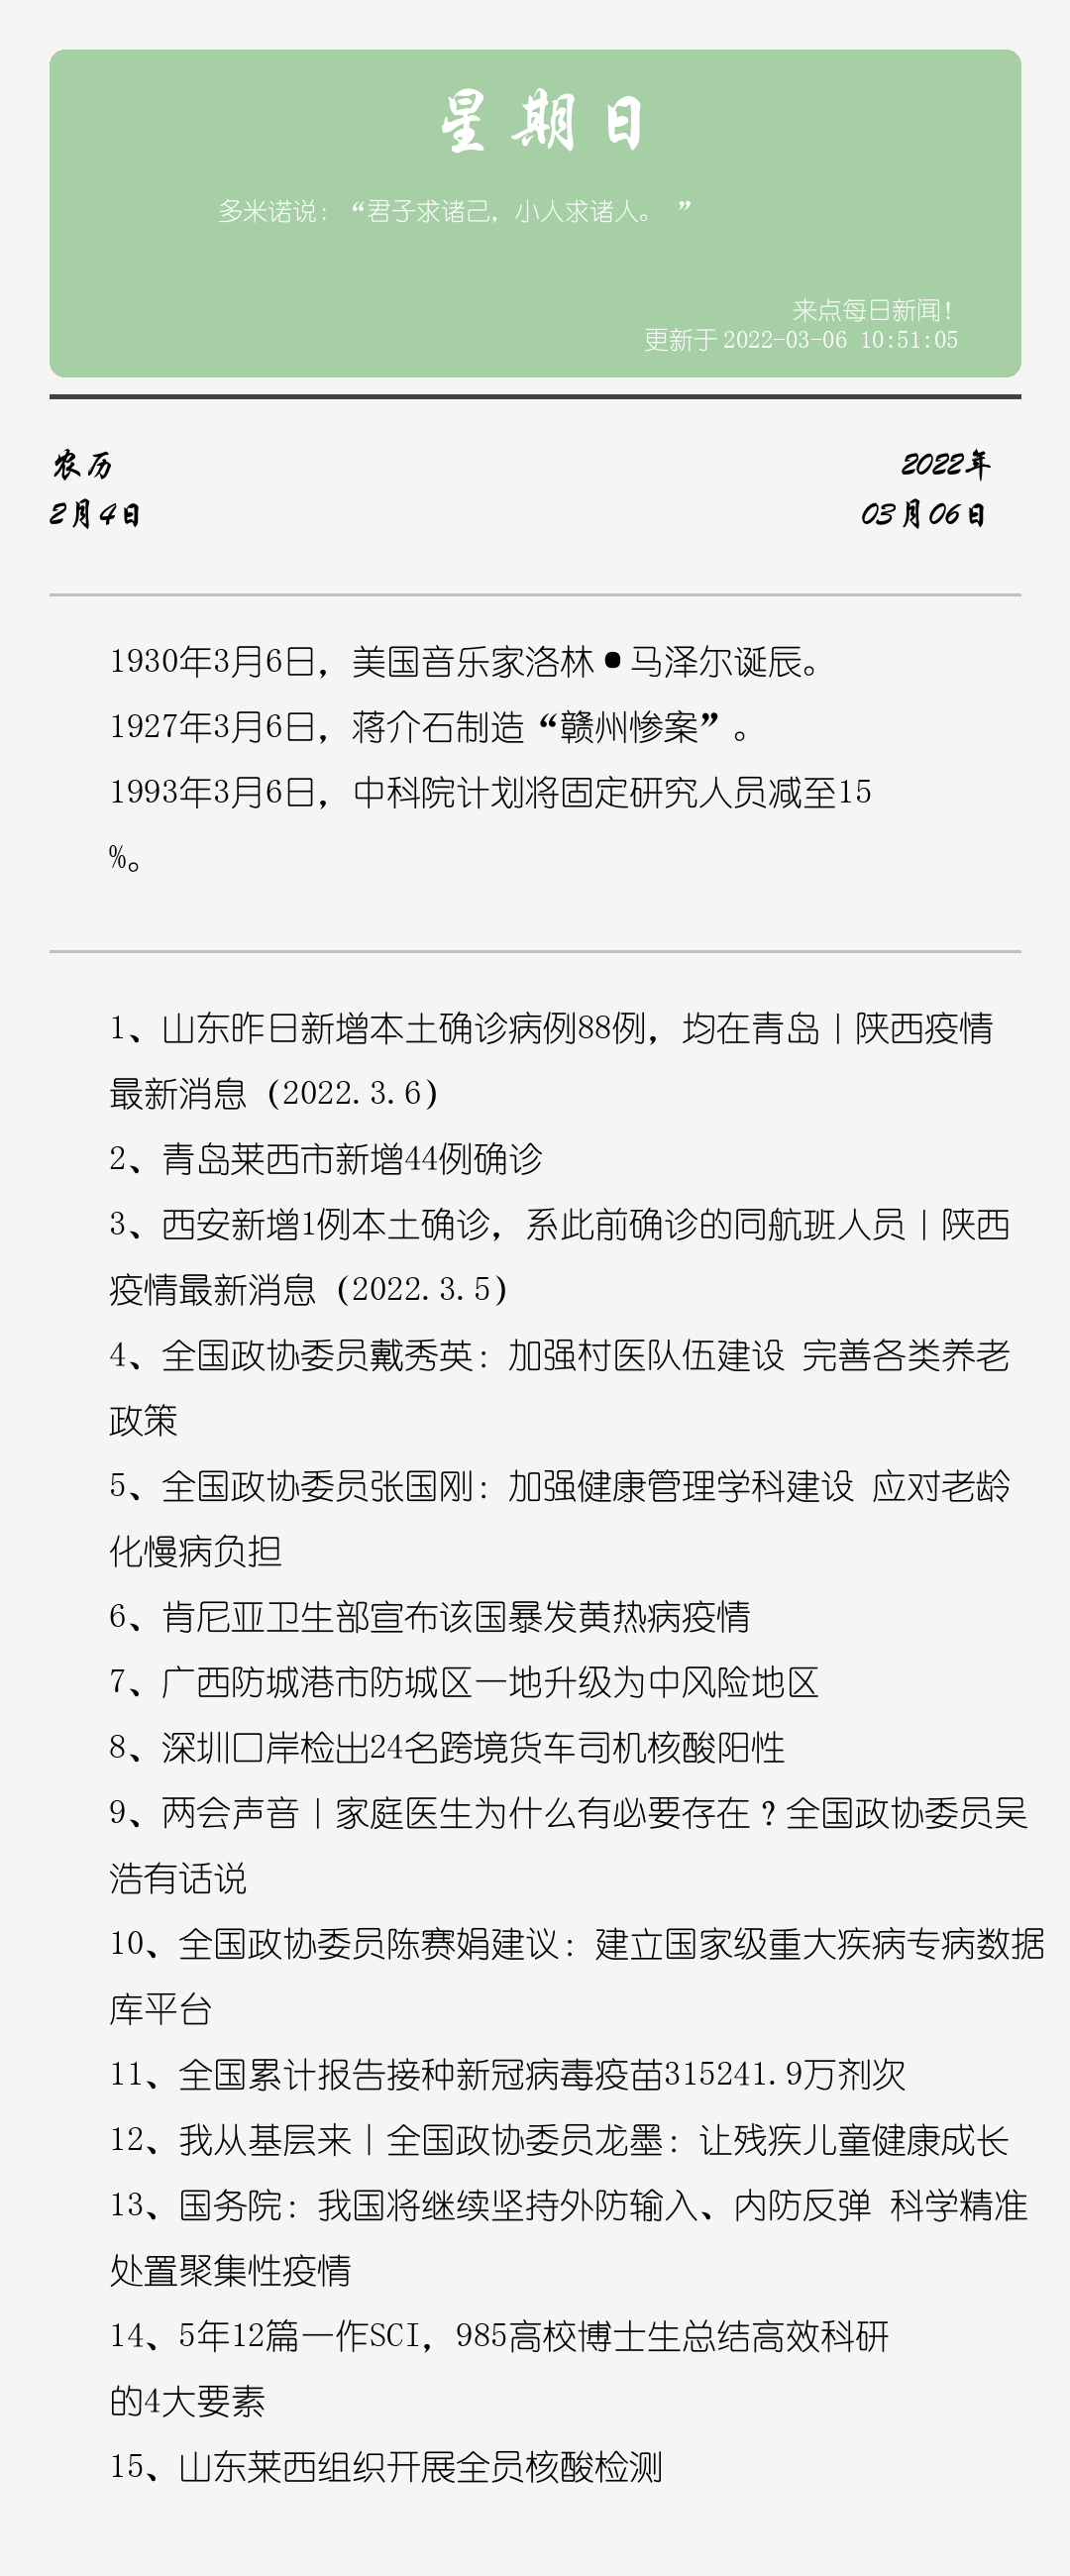 星期日
多米诺说：“君子求诸己，小人求诸人。 ”
来点每日新闻！
更新于 2022-03-06 10:51:05
农历
2022年
2月4日
03月06日
1930年3月6日，美国音乐家洛林●马泽尔诞辰。
1927年3月6日，蒋介石制造“赣州惨案”。
1993年3月6日，中科院计划将固定研究人员减至15
%。
1、山东昨日新增本土确诊病例88例，均在青岛丨陕西疫情
最新消息（2022.3.6）
2、青岛莱西市新增44例确诊
3、西安新增1例本土确诊，系此前确诊的同航班人员丨陕西
疫情最新消息（2022.3.5）
4、全国政协委员戴秀英：加强村医队伍建设 完善各类养老
政策
5、全国政协委员张国刚：加强健康管理学科建设 应对老龄
化慢病负担
6、肯尼亚卫生部宣布该国暴发黄热病疫情
7、广西防城港市防城区一地升级为中风险地区
8、深圳口岸检出24名跨境货车司机核酸阳性
9、两会声音丨家庭医生为什么有必要存在？全国政协委员吴
浩有话说
10、全国政协委员陈赛娟建议：建立国家级重大疾病专病数据
库平台
11、全国累计报告接种新冠病毒疫苗315241.9万剂次
12、我从基层来丨全国政协委员龙墨：让残疾儿童健康成长
13、国务院：我国将继续坚持外防输入、内防反弹 科学精准
处置聚集性疫情
14、5年12篇一作SCI，985高校博士生总结高效科研
的4大要素
15、山东莱西组织开展全员核酸检测